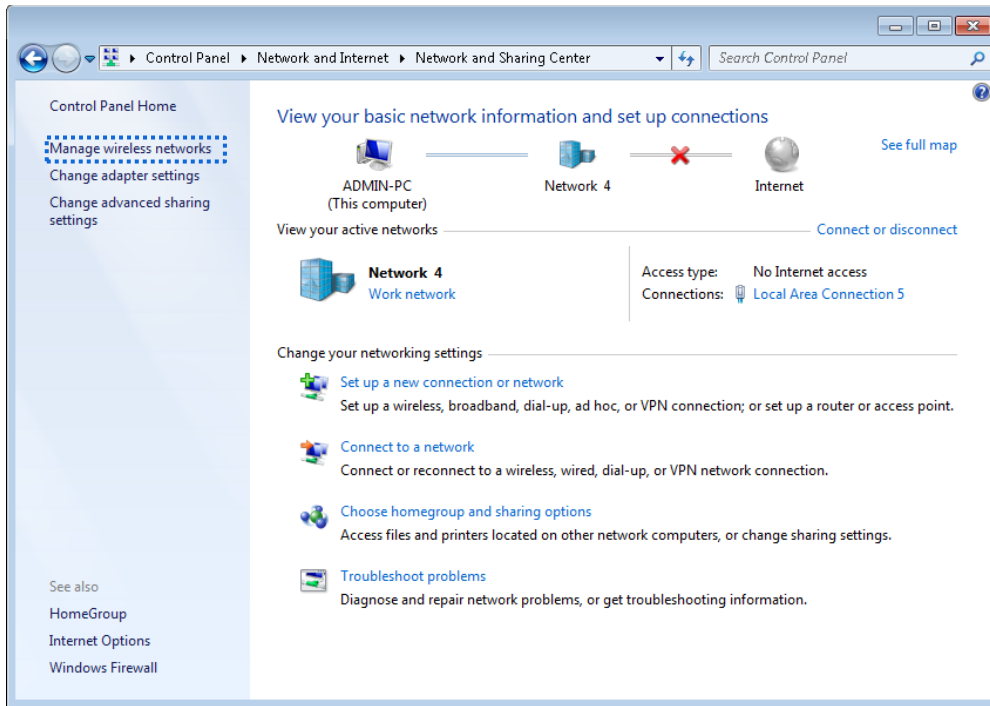 Control Panel ▸ Network and Internet ▸ Network and Sharing Center
Search Control Panel
Control Panel Home
Manage wireless networks
Change adapter settings
Change advanced sharing
settings
See also
HomeGroup
Internet Options
Windows Firewall
View your basic network information and set up connections
See full map
ADMIN-PC
(This computer)
Network 4
Internet
View your active networks
Connect or disconnect
Network 4
Work network
Access type: No Internet access
Connections: Local Area Connection 5
Change your networking settings
Set up a new connection or network
Set up a wireless, broadband, dial-up, ad hoc, or VPN connection; or set up a router or access point.
Connect to a network
Connect or reconnect to a wireless, wired, dial-up, or VPN network connection.
Choose homegroup and sharing options
Access files and printers located on other network computers, or change sharing settings.
Troubleshoot problems
Diagnose and repair network problems, or get troubleshooting information.